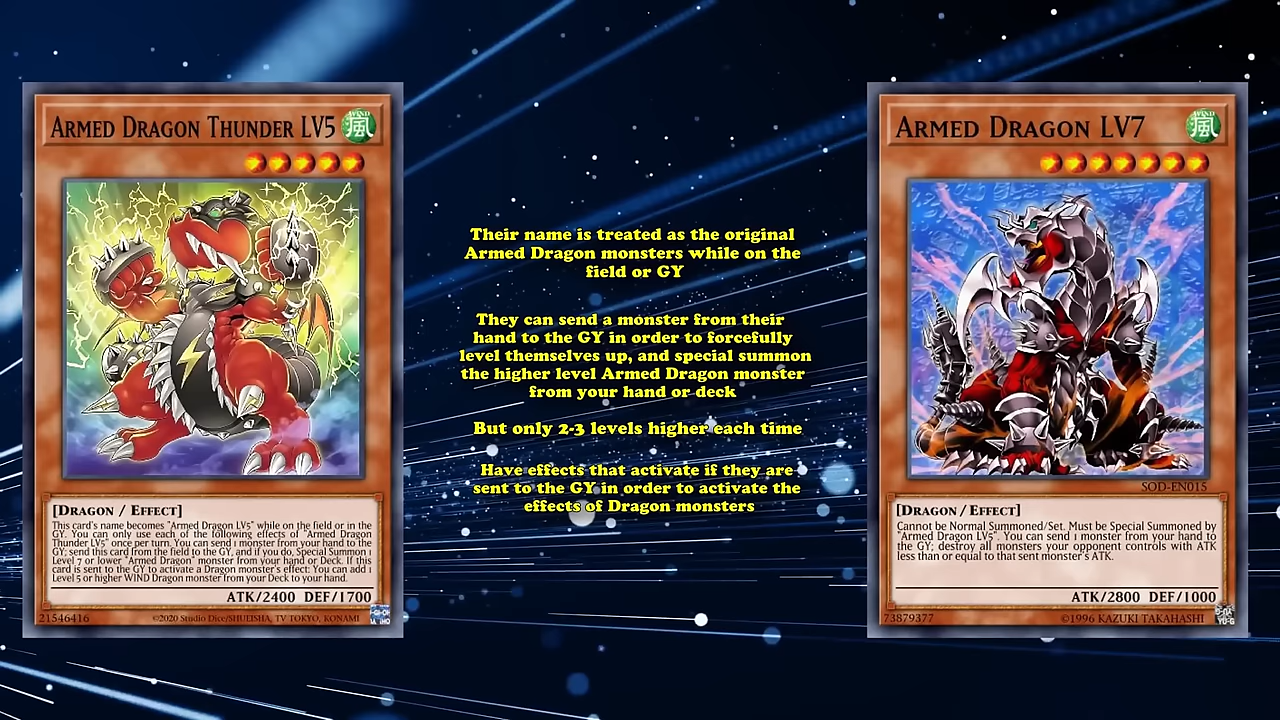 ARMED DRAGON THUNDER LV5
WIND
風
[DRAGON / EFFECT]
This card's name becomes "Armed Dragon LV5" while on the field or in the
GY. You can only use each of the following effects of "Armed Dragon
Thunder LV5" once per turn. You can send 1 monster from your hand to the
GY; send this card from the field to the GY, and if you do, Special Summon 1
Level 7 or lower "Armed Dragon" monster from your hand or Deck. If this
card is sent to the GY to activate a Dragon monster's effect: You can add 1
Level 5 or higher WIND Dragon monster from your Deck to your hand.
ATK/2400 DEF/1700
21546416
©2020 Studio Dice/SHUEISHA, TV TOKYO, KONAMI
Their name is treated as the original
Armed Dragon monsters while on the
field or GY
They can send a monster from their
hand to the GY in order to forcefully
level themselves up, and special summon
the higher level Armed Dragon monster
from your hand or deck
But only 2-3 levels higher each time
Have effects that activate if they are
sent to the GY in order to activate the
effects of Dragon monsters
ARMED DRAGON LV7
WIND
風
SOD-EN015
[DRAGON / EFFECT]
Cannot be Normal Summoned/Set. Must be Special Summoned by
"Armed Dragon LV5". You can send 1 monster from your hand to
the GY; destroy all monsters your opponent controls with ATK
less than or equal to that sent monster's ATK.
ATK/2800 DEF/1000
73879377
©1996 KAZUKI TAKAHASHI